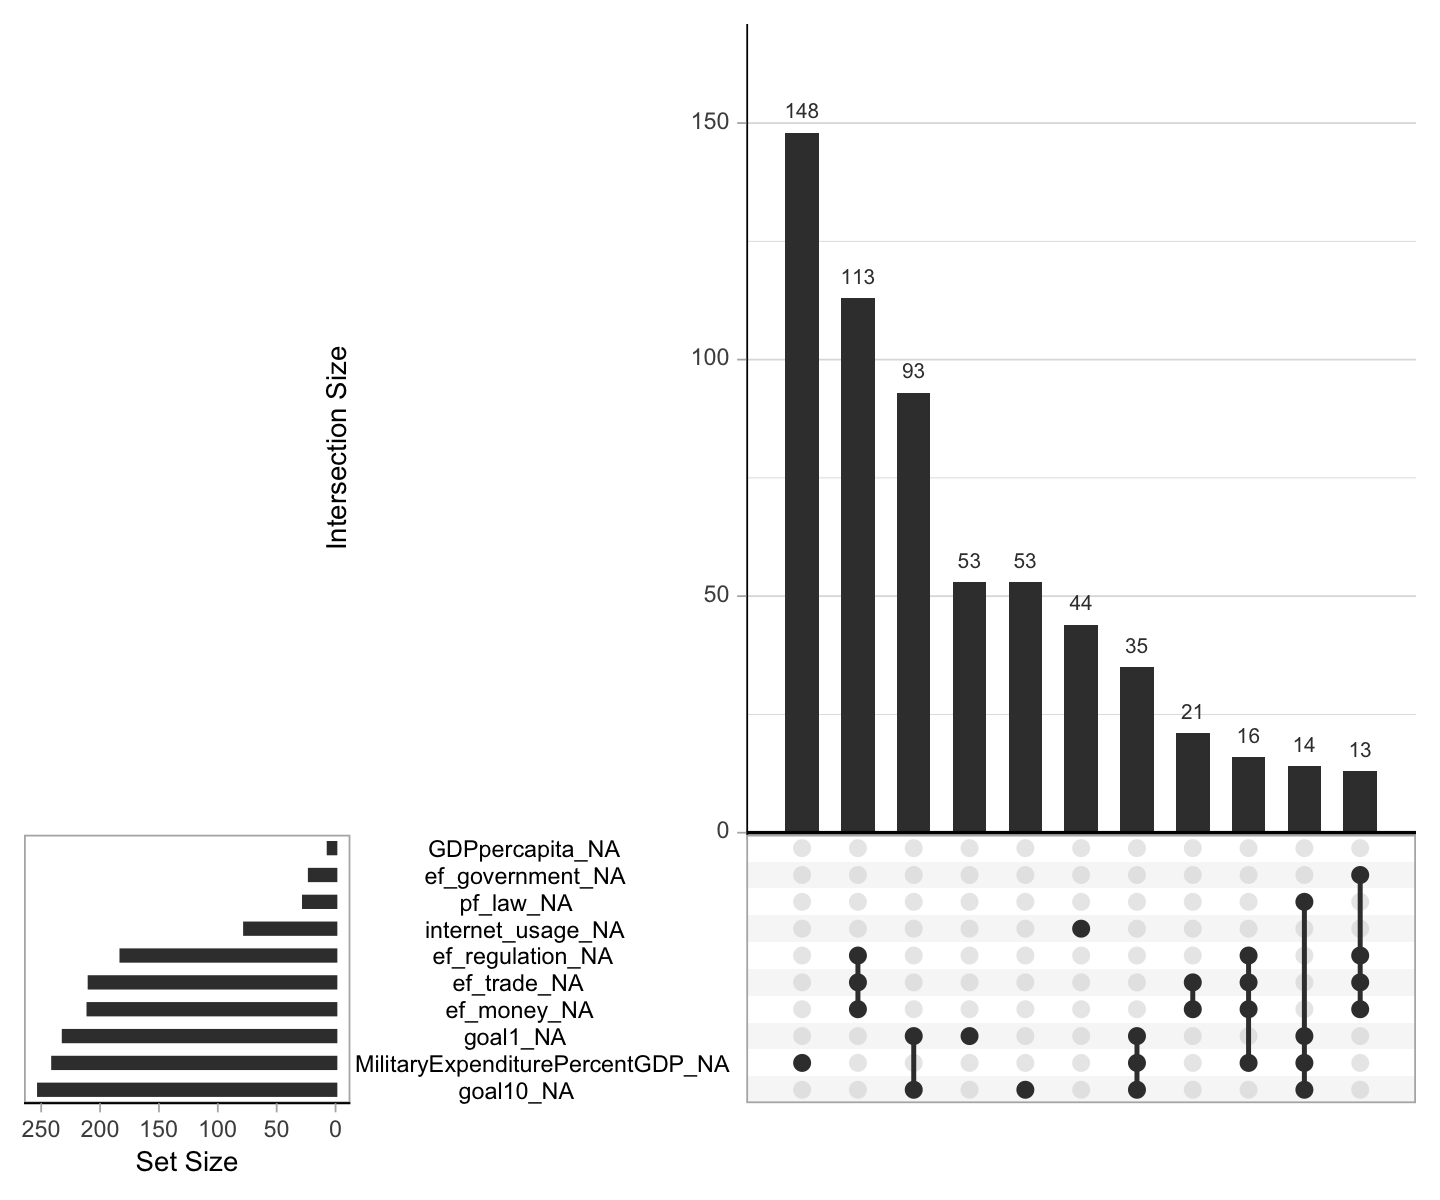 148
150
113
93
100
Intersection Size
53 53
44
50
35
21
16
14
13
0
GDPpercapita_NA
ef_government_NA
pf_law_NA
internet_usage_NA
ef_regulation_NA
ef_trade_NA
ef_money_NA
goal1_NA
MilitaryExpenditurePercentGDP_NA
goal10_NA
250 200 150 100 50 0
Set Size